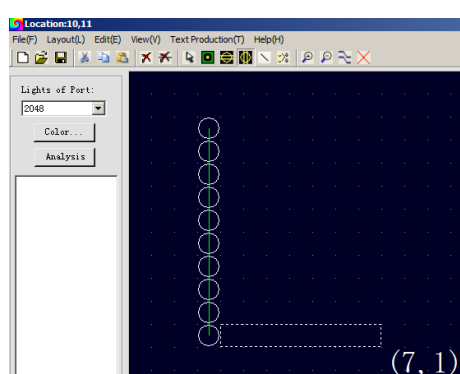 Location:10,11
File(F) Layout(L) Edit(E) View(V) Text Production(T) Help(H)
Lights of Port:
2048
Color...
Analysis
(7, 1)